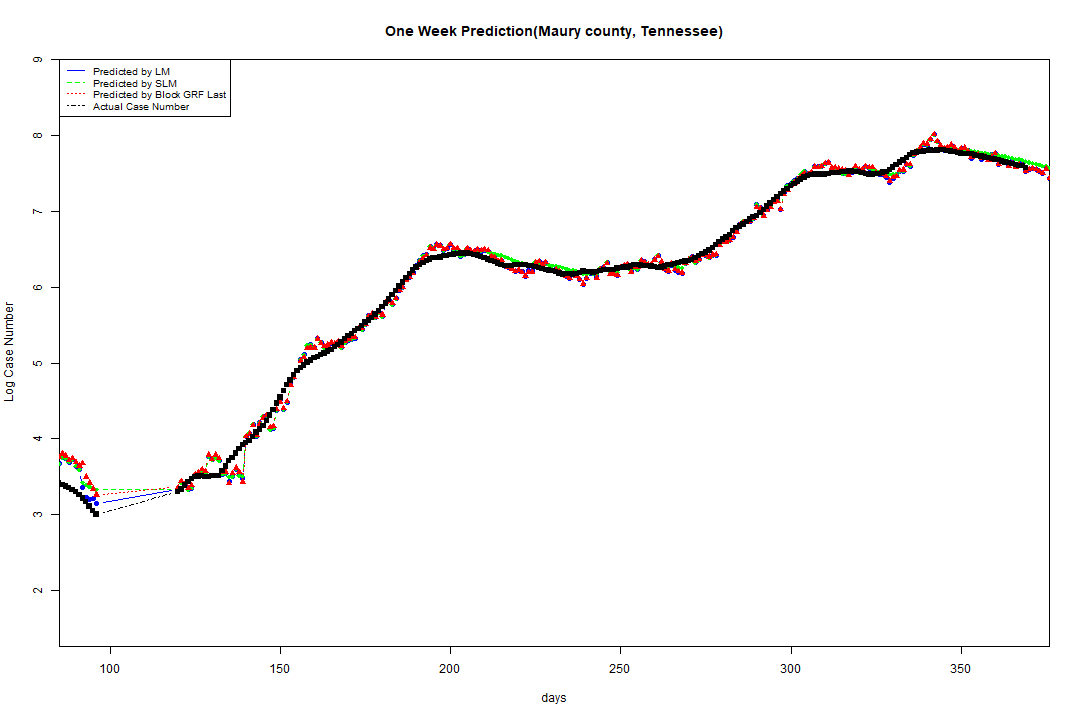 One Week Prediction(Maury county, Tennessee)
Predicted by LM
Predicted by SLM
Predicted by Block GRF Last
Actual Case Number
9
8
7
6
5
4
3
2
Log Case Number
100 150 200 250 300 350
days